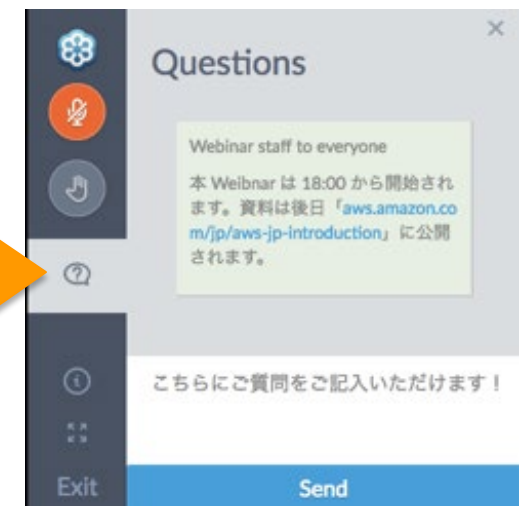 Questions
Webinar staff to everyone
本 Weibnar は 18:00 から開始され
ます。資料は後日「aws.amazon.co
m/jp/aws-jp-introduction」に公開
されます。
こちらにご質問をご記入いただけます！
Exit
Send